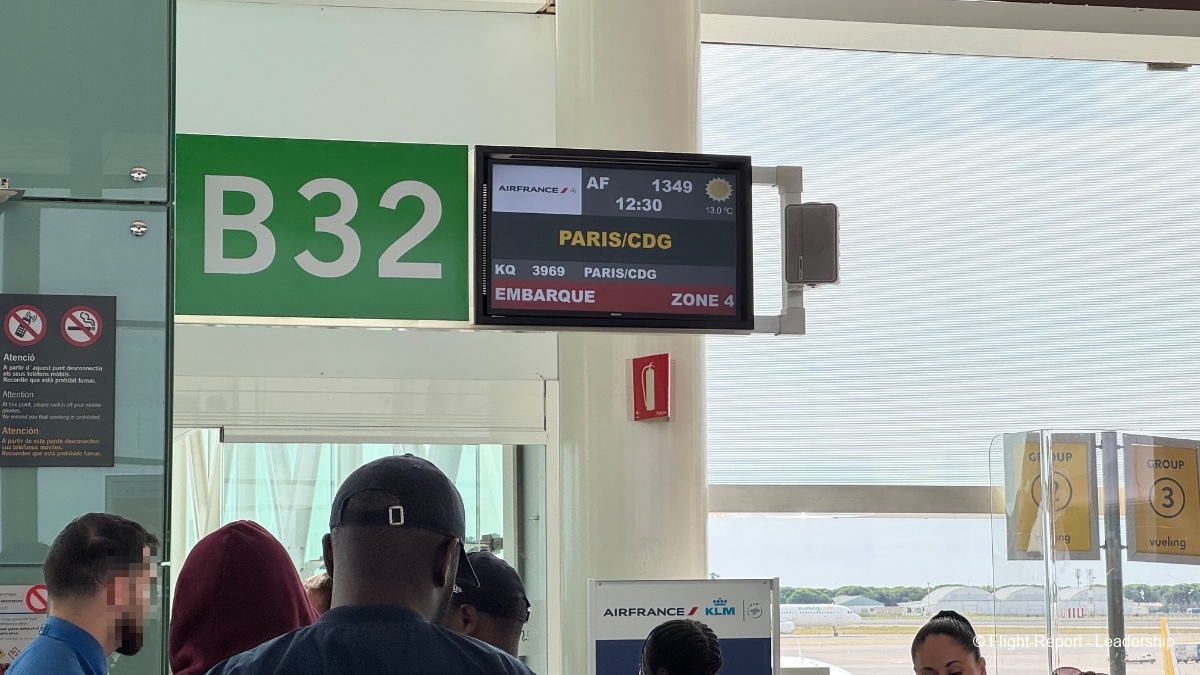 B32
AIRFRANCE
AF 1349
12:30
13.0 ºC
PARIS/CDG
KQ 3969 PARIS/CDG
EMBARQUE ZONE 4
Atenció
A partir d'aquest punt desconnectin
els seus telèfons mòbils.
Recordin que està prohibit fumar.
Attention
At this point, please switch off your mobile
phones.
We remind you that smoking is prohibited.
Atención
A partir de este punto desconecten
sus teléfonos móviles.
Recuerden que está prohibido fumar.
GROUP
2
vueling
GROUP
3
vueling
AIRFRANCE KLM
© Flight-Report - Leadership